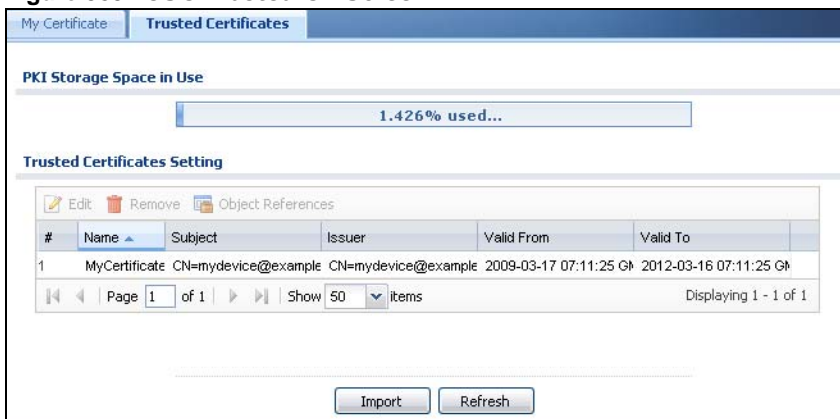 My Certificate Trusted Certificates
PKI Storage Space in Use
1.426% used...
Trusted Certificates Setting
Edit Remove Object References
# Name Subject Issuer Valid From Valid To
1 MyCertificate CN=mydevice@example CN=mydevice@example 2009-03-17 07:11:25 GM 2012-03-16 07:11:25 GM
Page 1 of 1 Show 50 items Displaying 1 - 1 of 1
Import Refresh